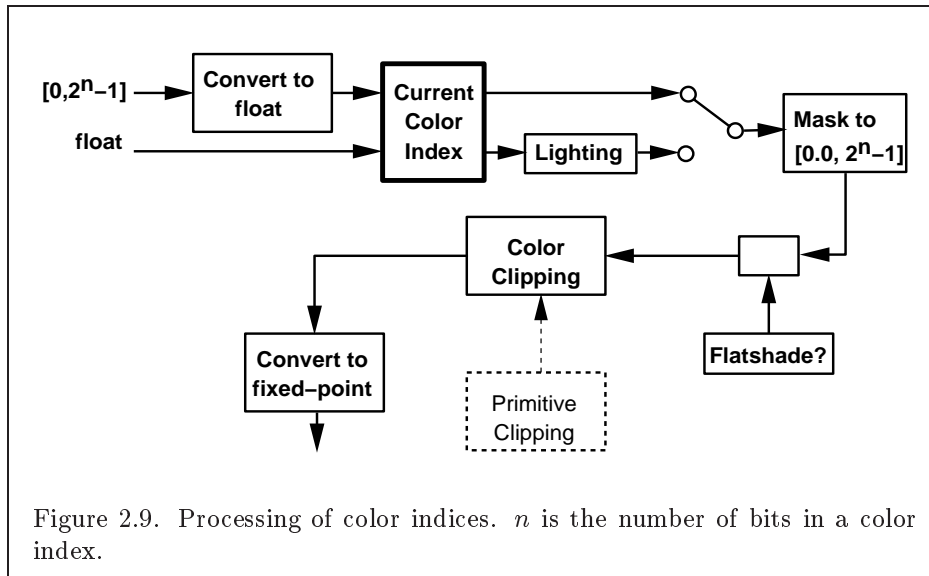 [0,2ⁿ–1]
Convert to
float
float
Current
Color
Index
Lighting
Mask to
[0.0, 2ⁿ–1]
Color
Clipping
Flatshade?
Convert to
fixed–point
Primitive
Clipping
Figure 2.9. Processing of color indices. n is the number of bits in a color
index.